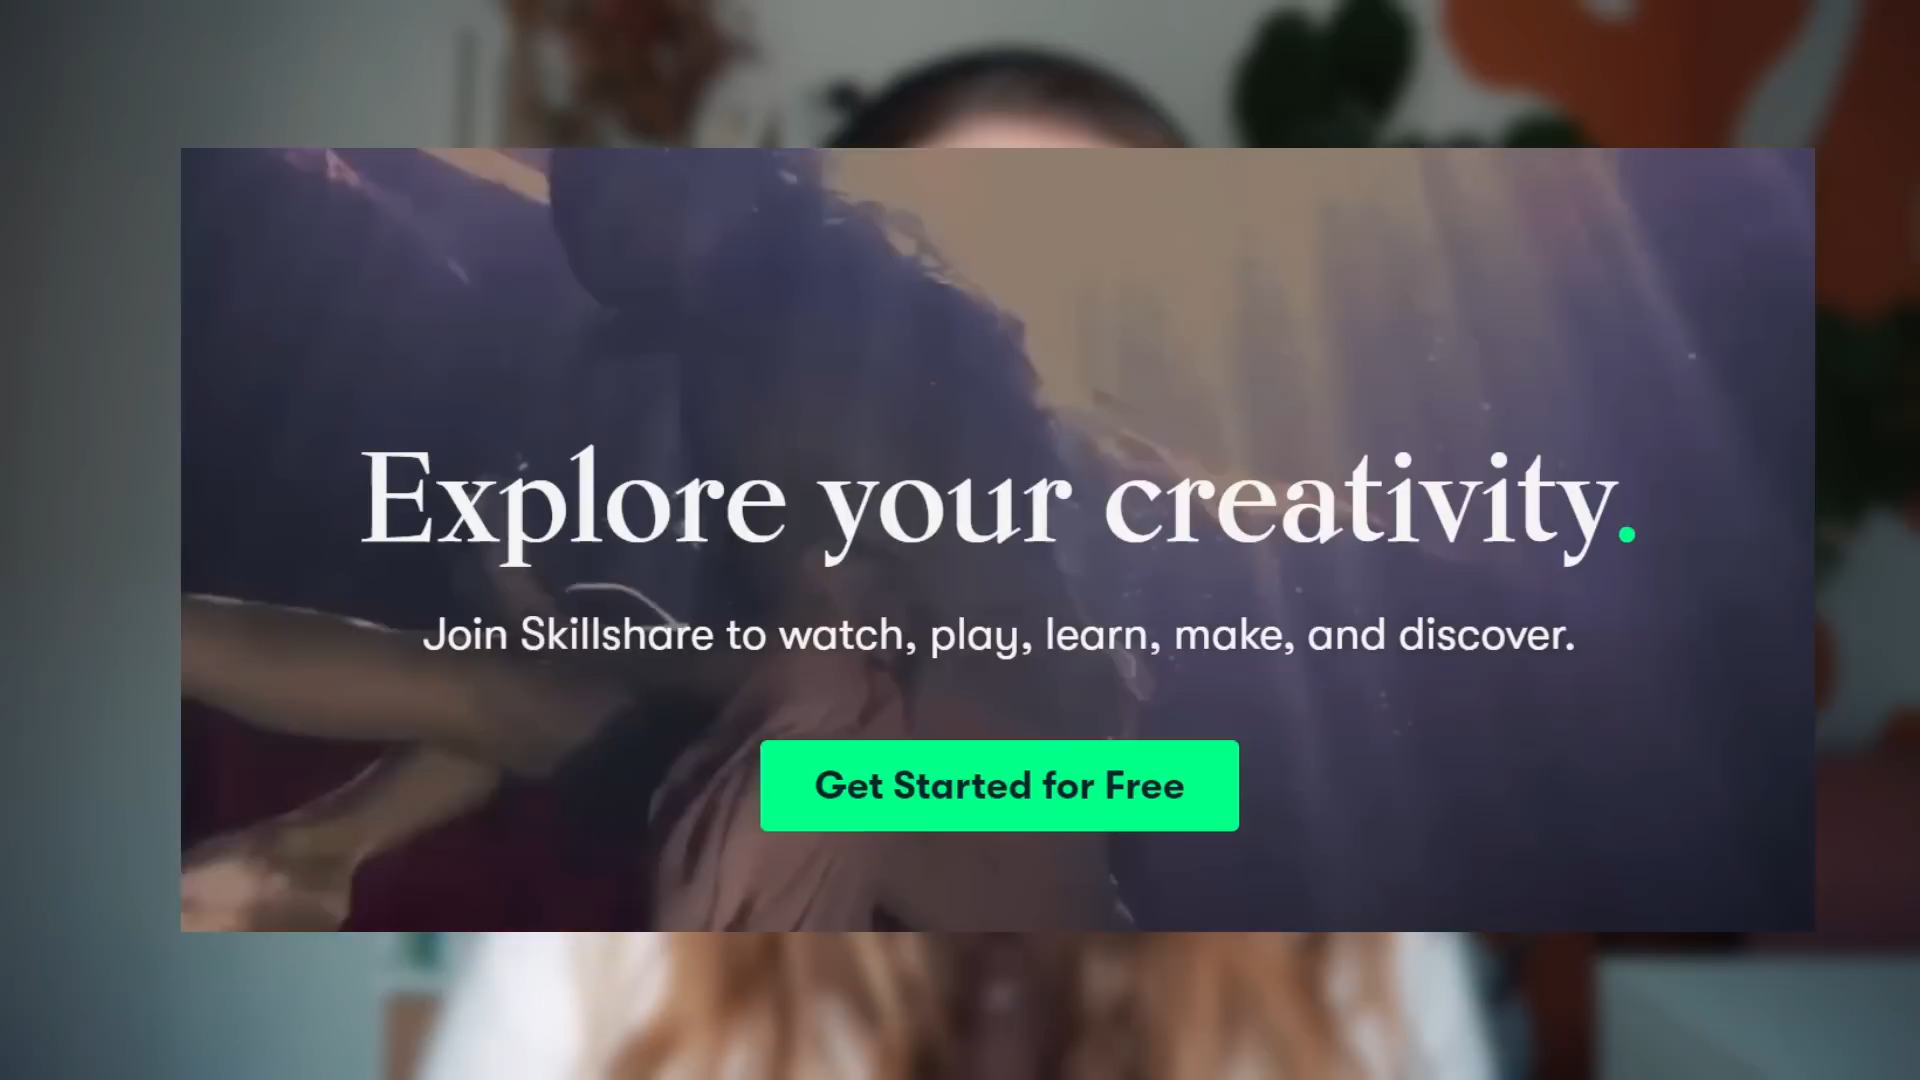 Explore your creativity.
Join Skillshare to watch, play, learn, make, and discover.
Get Started for Free